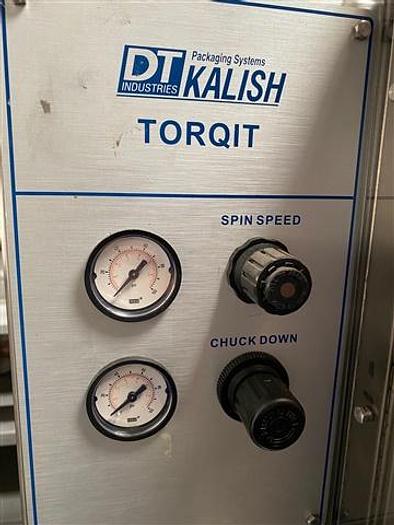 Packaging Systems
DT KALISH
INDUSTRIES
TORQIT
SPIN SPEED
CHUCK DOWN